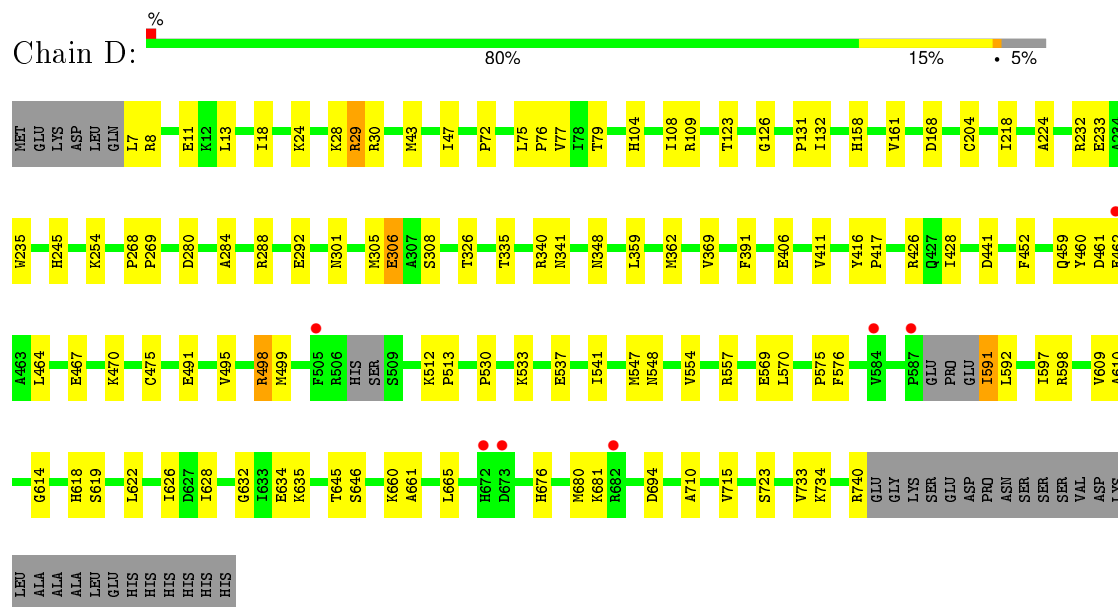 %
Chain D:
80% 15% • 5%
MET GLU LYS ASP LEU GLN L7 R8 E11 K12 L13 I18 K24 K28 R29 R30 M43 I47 P72 L75 P76 V77 I78 T79 H104 I108 R109 T123 G126 P131 I132 H158 V161 D168 C204 I218 A224 R232 E233 A234
W235 H245 K254 P268 P269 D280 A284 R288 E292 N301 M305 E306 A307 S308 T326 T335 R340 N341 N348 L359 M362 V369 F391 E406 V411 Y416 P417 R426 Q427 I428 D441 F452 Q459 Y460 D461 E462
A463 L464 E467 K470 C475 E491 V495 R498 M499 F505 R506 HIS SER S509 K512 P513 P530 K533 E537 I541 M547 N548 V554 R557 E569 L570 P575 F576 V584 P587 GLU PRO GLU I591 L592 I597 R598 V609 A610
G614 H618 S619 L622 I626 D627 I628 G632 I633 E634 K635 T645 S646 K660 A661 L665 H672 D673 H676 M680 K681 R682 D694 A710 V715 S723 V733 K734 R740 GLU GLY LYS SER GLU ASP PRO ASN SER SER SER VAL ASP LYS
LEU ALA ALA ALA LEU GLU HIS HIS HIS HIS HIS HIS